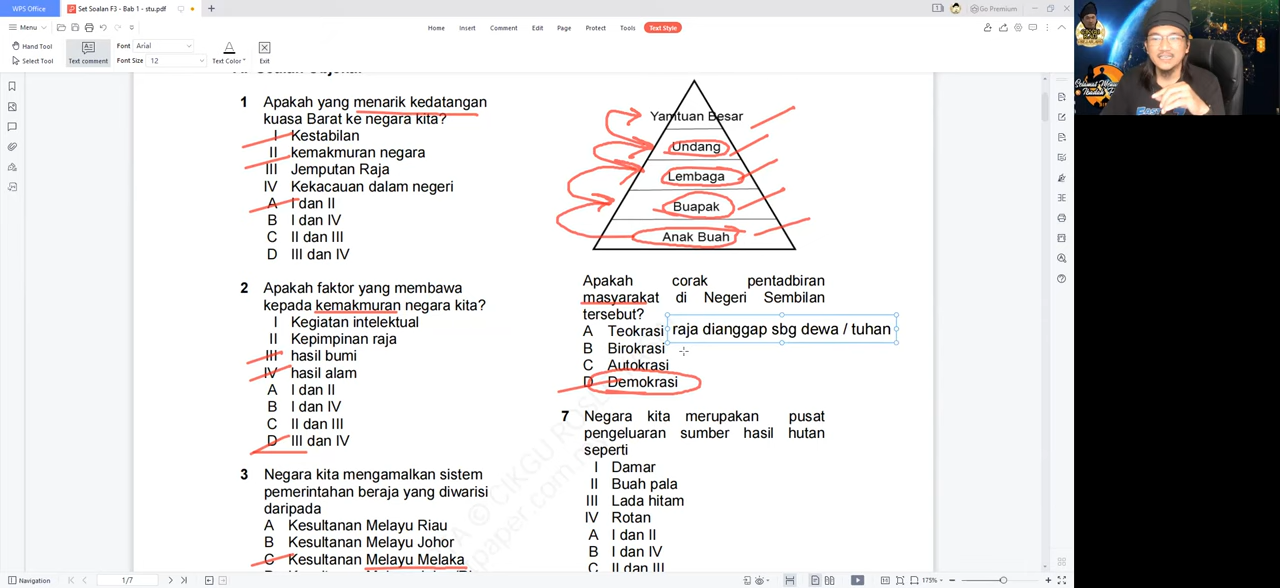 WPS Office
Set Soalan F3 - Bab 1 - stu.pdf
Go Premium
Menu
Home
Insert
Comment
Edit
Page
Protect
Tools
Text Style
Hand Tool
Select Tool
Text comment
Font
Arial
Font Size
12
Text Color
Exit
1 Apakah yang menarik kedatangan
kuasa Barat ke negara kita?
I Kestabilan
II kemakmuran negara
III Jemputan Raja
IV Kekacauan dalam negeri
A I dan II
B I dan IV
C II dan III
D III dan IV
2 Apakah faktor yang membawa
kepada kemakmuran negara kita?
I Kegiatan intelektual
II Kepimpinan raja
III hasil bumi
IV hasil alam
A I dan II
B I dan IV
C II dan III
D III dan IV
3 Negara kita mengamalkan sistem
pemerintahan beraja yang diwarisi
daripada
A Kesultanan Melayu Riau
B Kesultanan Melayu Johor
C Kesultanan Melayu Melaka
Yamtuan Besar
Undang
Lembaga
Buapak
Anak Buah
Apakah corak pentadbiran
masyarakat di Negeri Sembilan
tersebut?
A Teokrasi raja dianggap sbg dewa / tuhan
B Birokrasi
C Autokrasi
D Demokrasi
7 Negara kita merupakan pusat
pengeluaran sumber hasil hutan
seperti
I Damar
II Buah pala
III Lada hitam
IV Rotan
A I dan II
B I dan IV
C II dan III
Navigation
1/7
175%